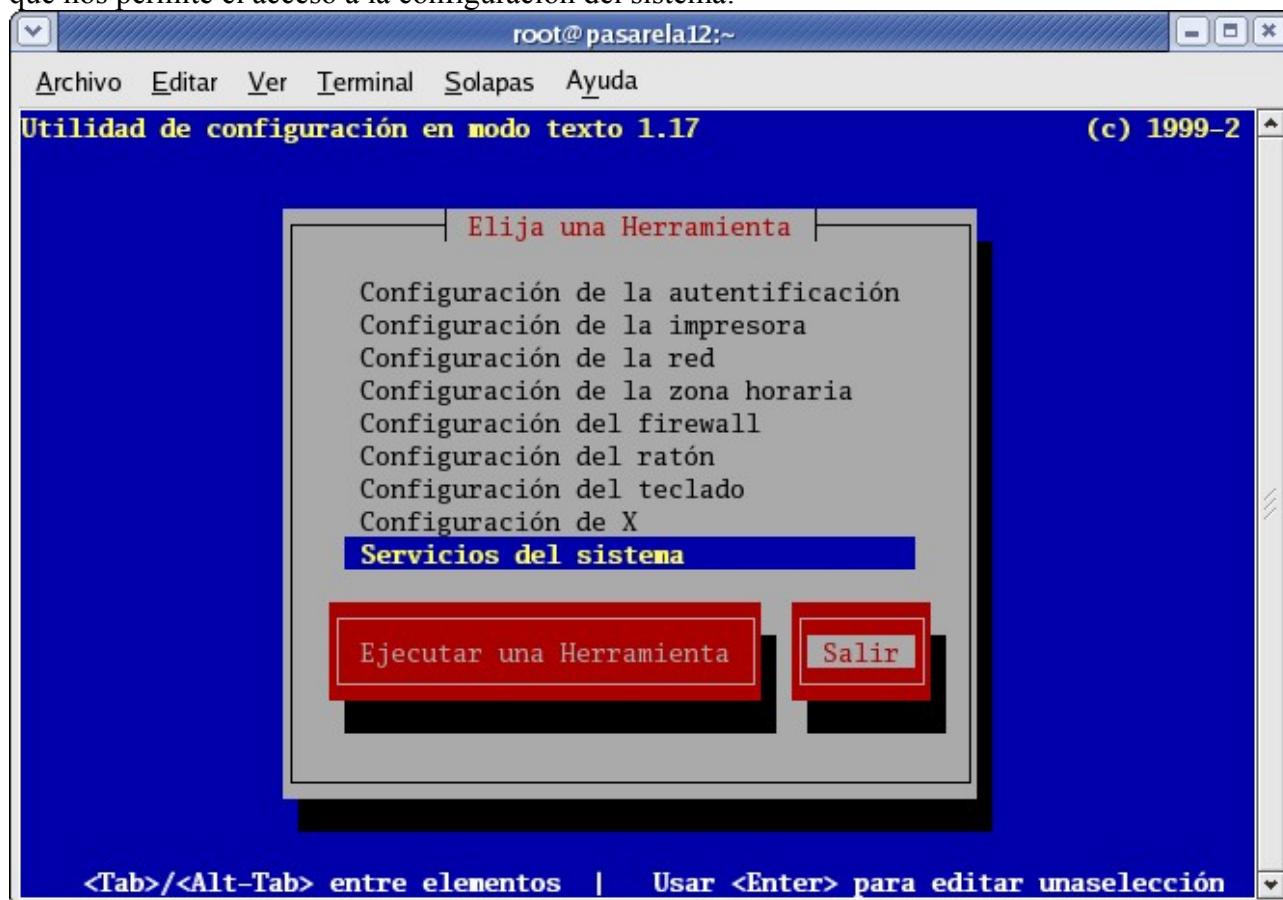 que nos permite el acceso a la configuración del sistema.
root@pasarela12:~
Archivo Editar Ver Terminal Solapas Ayuda
Utilidad de configuración en modo texto 1.17 (c) 1999-2
Elija una Herramienta
Configuración de la autentificación
Configuración de la impresora
Configuración de la red
Configuración de la zona horaria
Configuración del firewall
Configuración del ratón
Configuración del teclado
Configuración de X
Servicios del sistema
Ejecutar una Herramienta Salir
<Tab>/<Alt-Tab> entre elementos | Usar <Enter> para editar unaselección